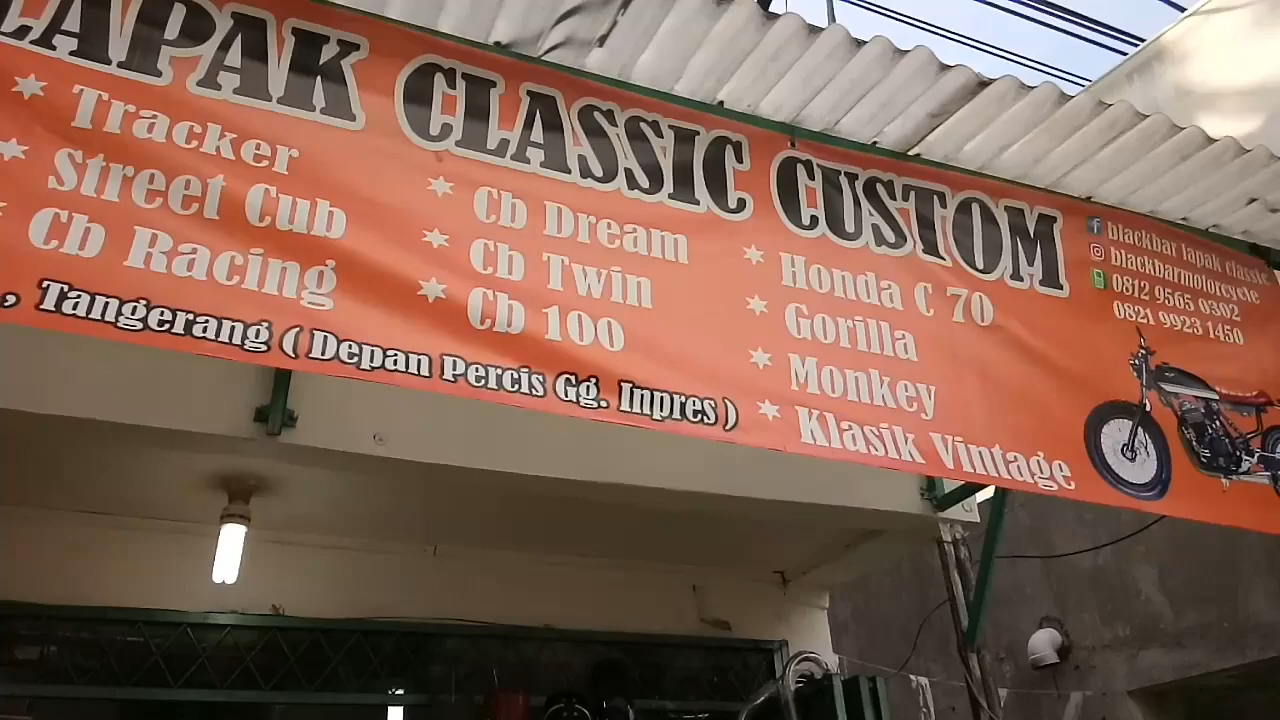 LAPAK CLASSIC CUSTOM
Tracker
Street Cub
Cb Racing
Cb Dream
Cb Twin
Cb 100
Honda C 70
Gorilla
Monkey
Klasik Vintage
blackbar lapak classic
blackbarmotorcycle
0812 9565 0302
0821 9923 1450
, Tangerang ( Depan Percis Gg. Inpres )